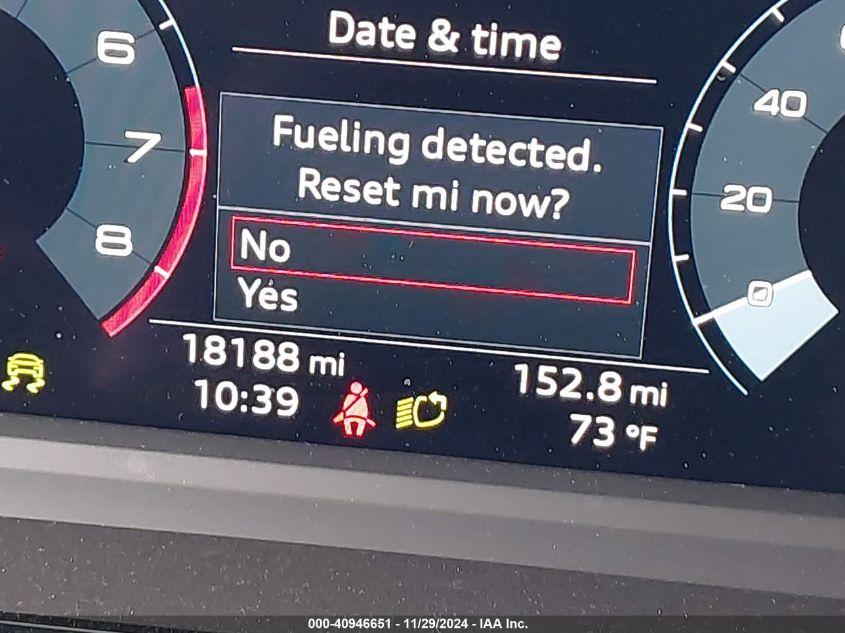 Date & time
6
7
8
Fueling detected.
Reset mi now?
No
Yes
40
20
18188 mi
152.8 mi
10:39
73 °F
000-40946651 - 11/29/2024 - IAA Inc.